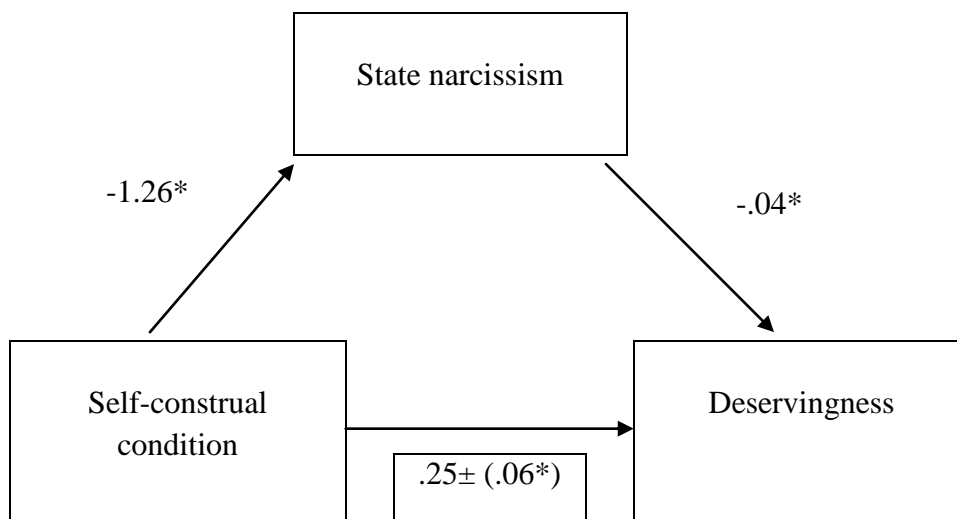 State narcissism
-1.26*
-.04*
Self-construal
condition
Deservingness
.25± (.06*)